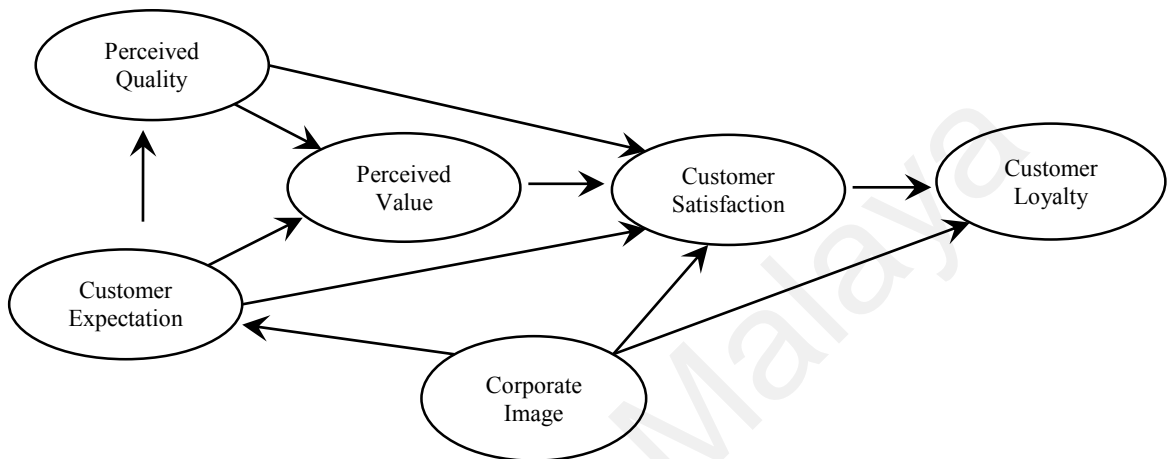 Perceived
Quality
Perceived
Value
Customer
Satisfaction
Customer
Loyalty
Customer
Expectation
Corporate
Image
Malaya